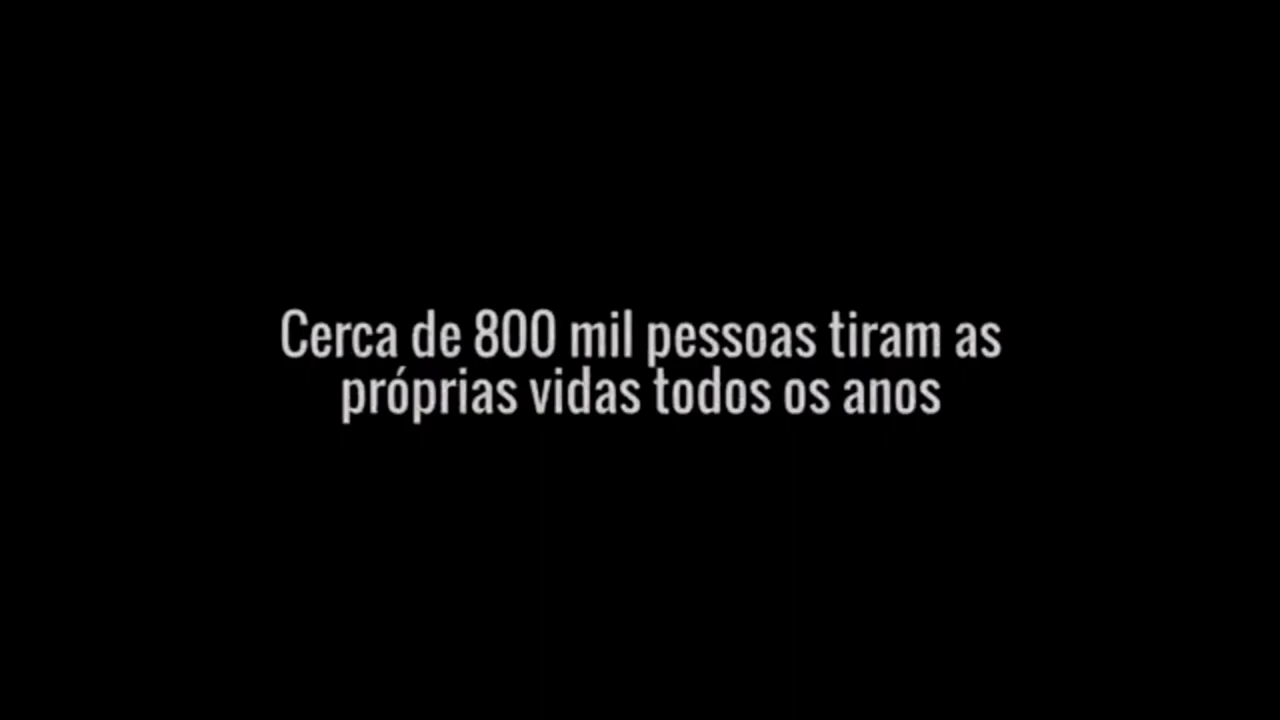 Cerca de 800 mil pessoas tiram as
próprias vidas todos os anos